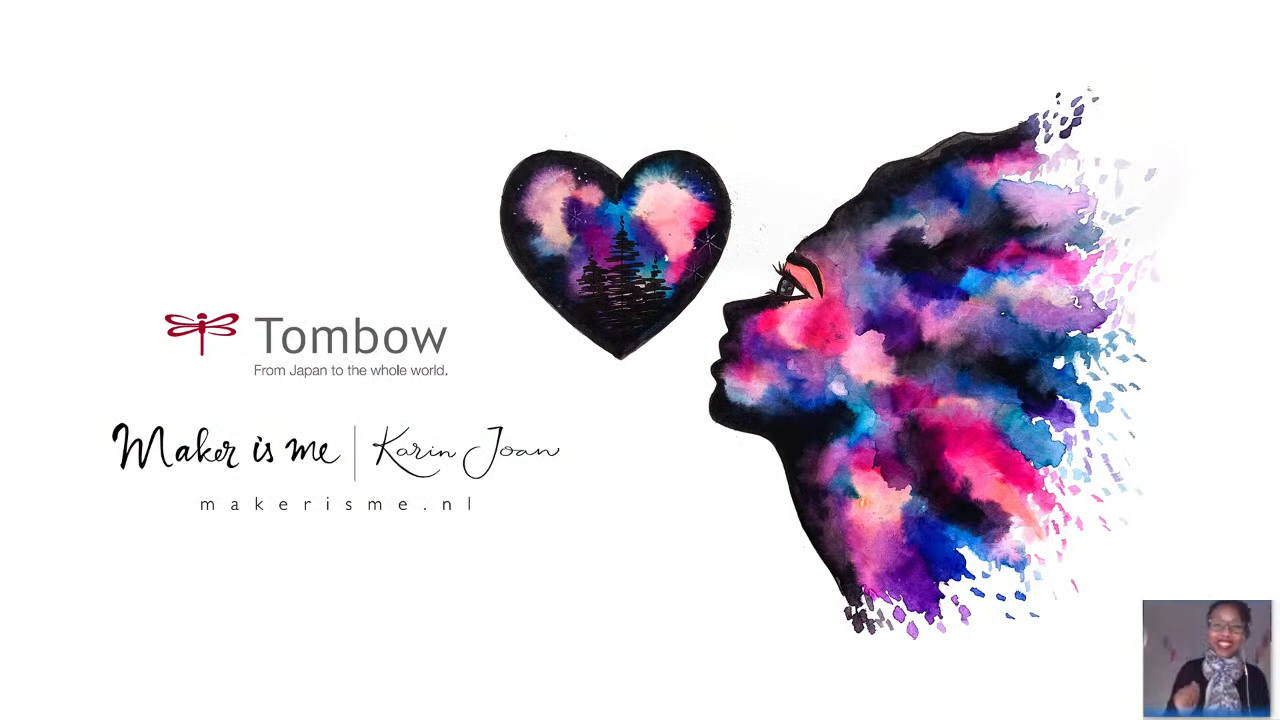 Tombow
From Japan to the whole world.
Maker is me | Karin Joan
makerisme.nl